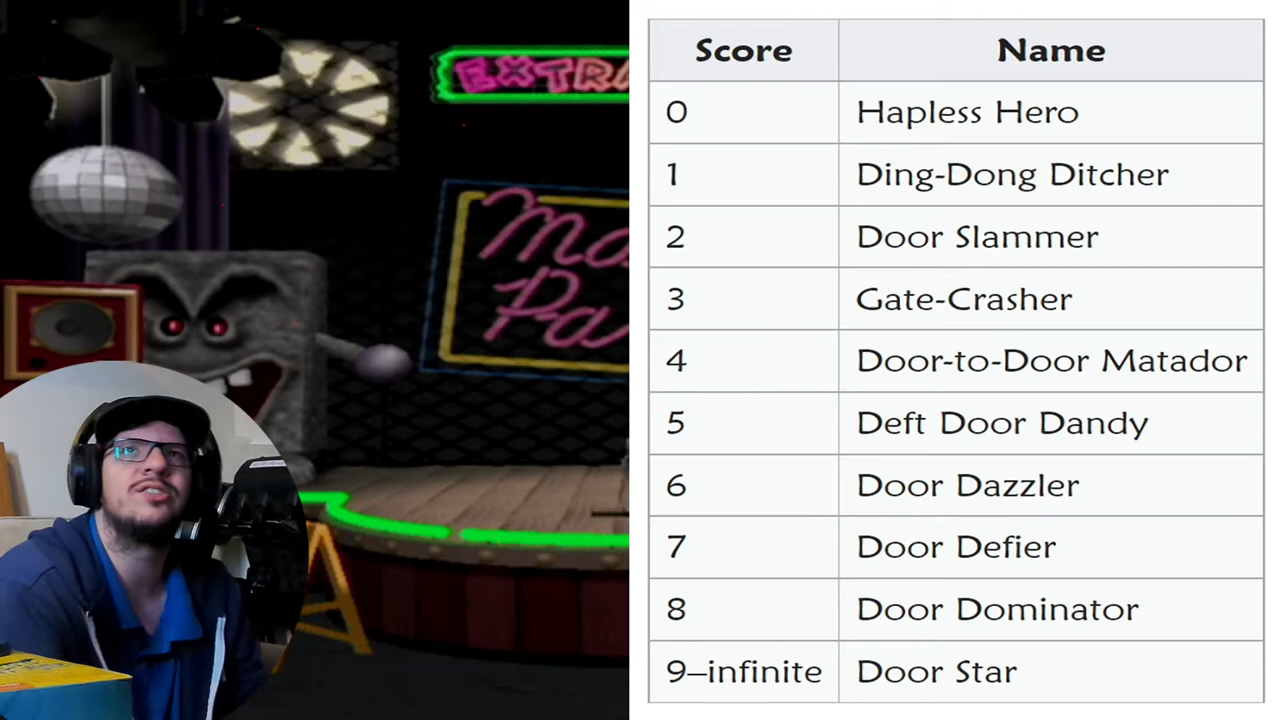 EXTRA
Score Name
0 Hapless Hero
1 Ding-Dong Ditcher
2 Door Slammer
3 Gate-Crasher
4 Door-to-Door Matador
5 Deft Door Dandy
6 Door Dazzler
7 Door Defier
8 Door Dominator
9–infinite Door Star